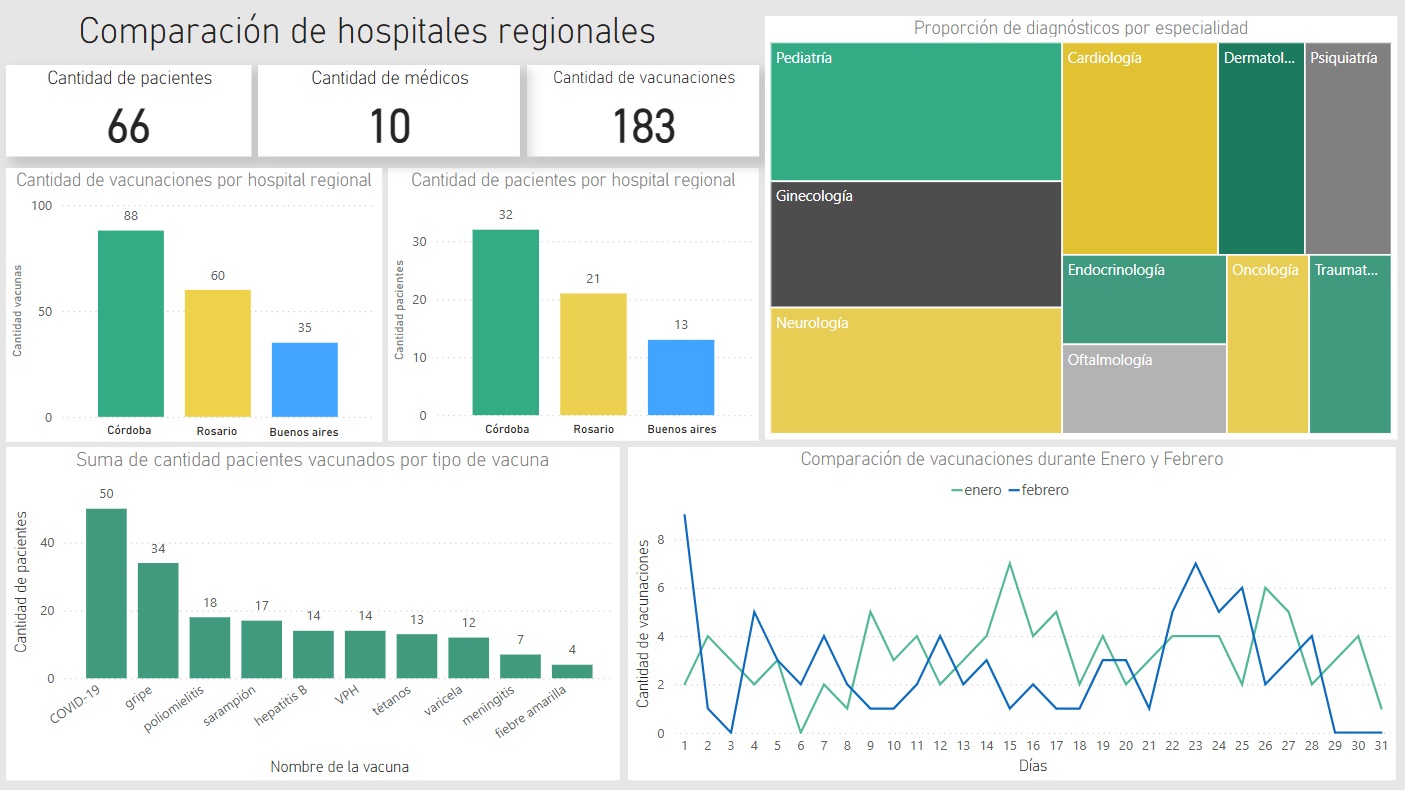 Comparación de hospitales regionales
Cantidad de pacientes
66
Cantidad de médicos
10
Cantidad de vacunaciones
183
Proporción de diagnósticos por especialidad
Pediatría
Ginecología
Neurología
Cardiología
Dermatol...
Psiquiatría
Endocrinología
Oftalmología
Oncología
Traumat...
Cantidad de vacunaciones por hospital regional
Cantidad vacunas
100
50
0
88
60
35
Córdoba
Rosario
Buenos aires
Cantidad de pacientes por hospital regional
Cantidad pacientes
30
20
10
0
32
21
13
Córdoba
Rosario
Buenos aires
Suma de cantidad pacientes vacunados por tipo de vacuna
Cantidad de pacientes
40
20
0
50
34
18
17
14
14
13
12
7
4
COVID-19
gripe
poliomielitis
sarampión
hepatitis B
VPH
tétanos
varicela
meningitis
fiebre amarilla
Nombre de la vacuna
Comparación de vacunaciones durante Enero y Febrero
enero
febrero
Cantidad de vacunaciones
8
6
4
2
0
1 2 3 4 5 6 7 8 9 10 11 12 13 14 15 16 17 18 19 20 21 22 23 24 25 26 27 28 29 30 31
Días